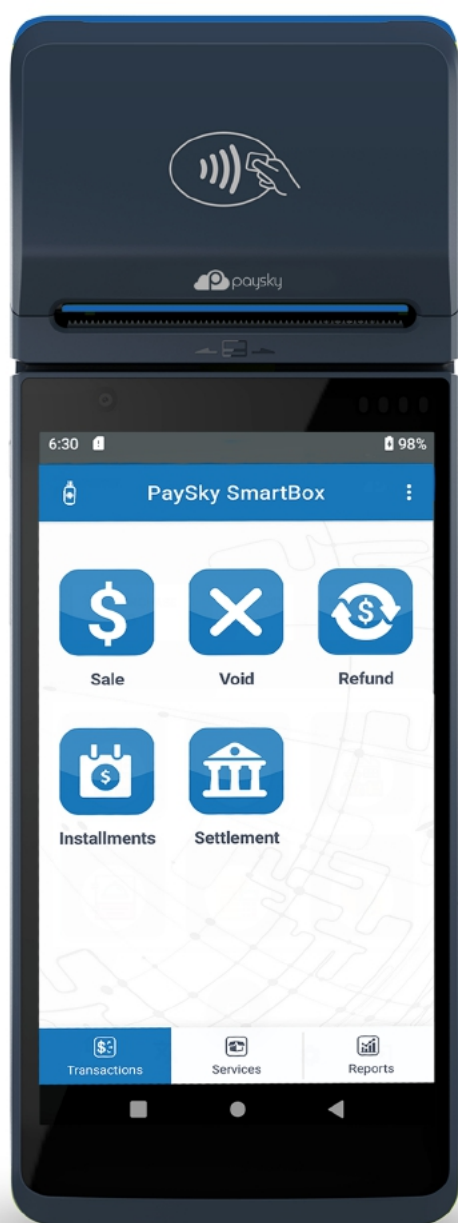 paysky
6:30 98%
PaySky SmartBox
Sale Void Refund
Installments Settlement
Transactions Services Reports